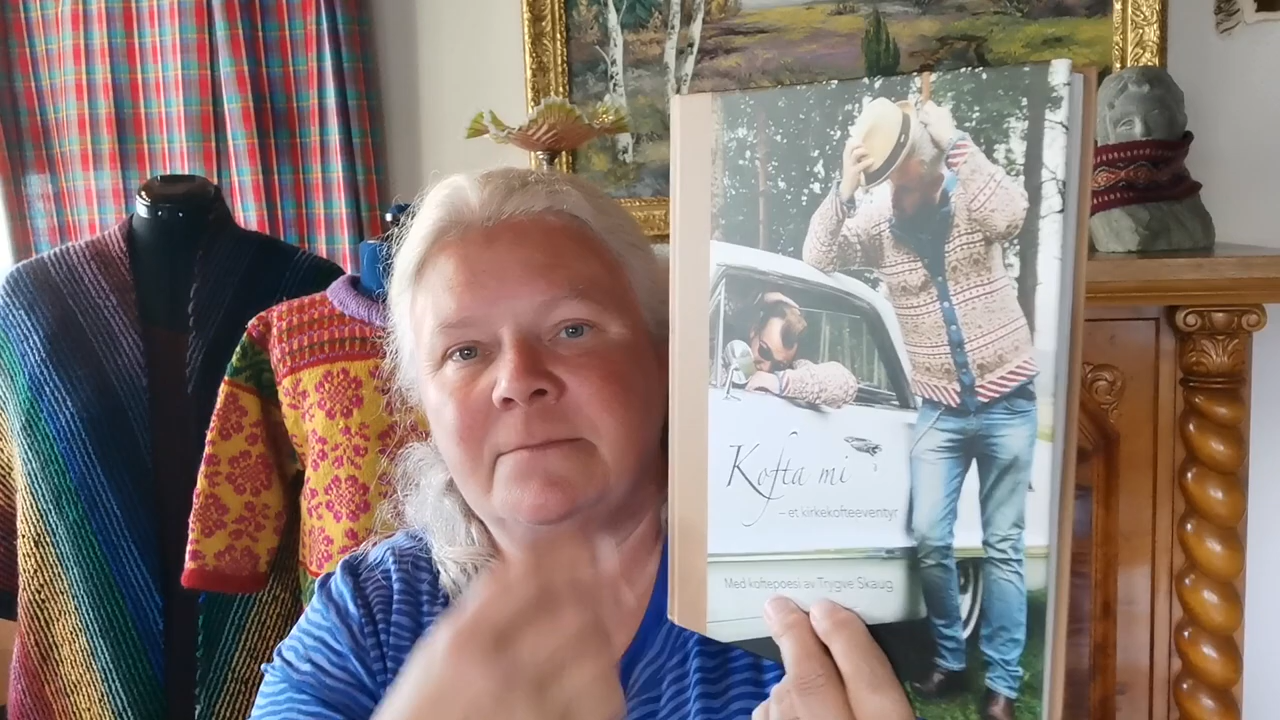 Kofta mi
– et kirkekofteeventyr
Med koftepoesi av Trygve Skaug